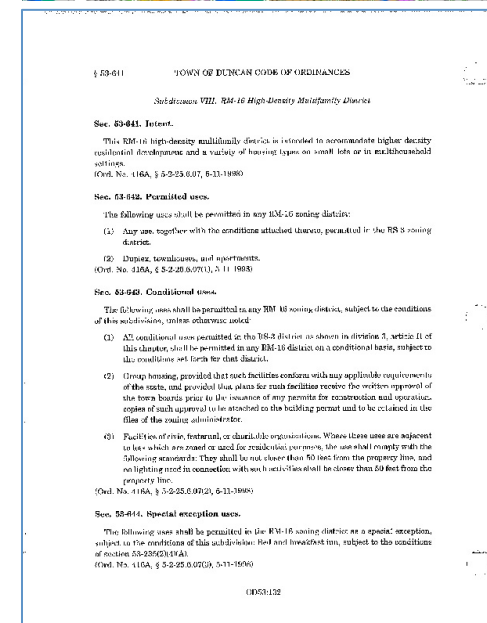 § 53-641 TOWN OF DUNCAN CODE OF ORDINANCES
Subdivision VIII. RM-16 High-Density Multifamily District
Sec. 53-641. Intent.
This RM-16 high-density multifamily district is intended to accommodate higher density
residential development and a variety of housing types on small lots or in multihousehold
settings.
(Ord. No. 416A, § 5-2-25.6.07, 5-11-1998)
Sec. 53-642. Permitted uses.
The following uses shall be permitted in any RM-16 zoning district:
(1) Any use, together with the conditions attached thereto, permitted in the RS-3 zoning
district.
(2) Duplex, townhouses, and apartments.
(Ord. No. 416A, § 5-2-25.6.07(1), 5-11-1998)
Sec. 53-643. Conditional uses.
The following uses shall be permitted in any RM-16 zoning district, subject to the conditions
of this subdivision, unless otherwise noted:
(1) All conditional uses permitted in the RS-3 district as shown in division 3, article II of
this chapter, shall be permitted in any RM-16 district on a conditional basis, subject to
the conditions set forth for that district.
(2) Group housing, provided that such facilities conform with any applicable requirements
of the state, and provided that plans for such facilities receive the written approval of
the town boards prior to the issuance of any permits for construction and operation,
copies of such approval to be attached to the building permit and to be retained in the
files of the zoning administrator.
(3) Facilities of civic, fraternal, or charitable organizations. Where these uses are adjacent
to lots which are zoned or used for residential purposes, the use shall comply with the
following standards: They shall be not closer than 50 feet from the property line, and
no lighting used in connection with such activities shall be closer than 50 feet from the
property line.
(Ord. No. 416A, § 5-2-25.6.07(2), 5-11-1998)
Sec. 53-644. Special exception uses.
The following uses shall be permitted in the RM-16 zoning district as a special exception,
subject to the conditions of this subdivision: Bed and breakfast inn, subject to the conditions
of section 53-235(2)(4)(A).
(Ord. No. 416A, § 5-2-25.6.07(3), 5-11-1998)
CD53:132